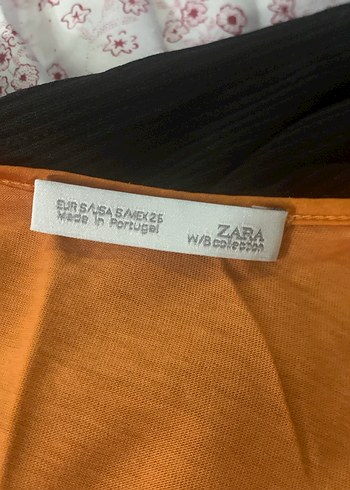 EUR S/USA S/MEX 26
Made in Portugal
ZARA
W/B collection